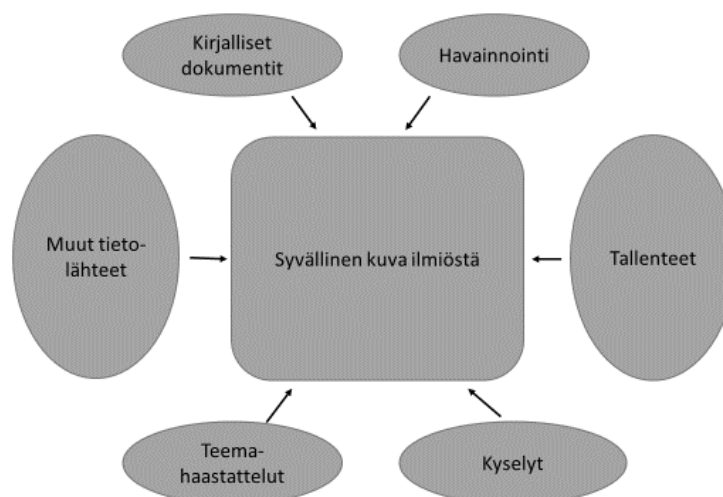 Kirjalliset
dokumentit
Havainnointi
Muut tieto-
lähteet
Syvällinen kuva ilmiöstä
Tallenteet
Teema-
haastattelut
Kyselyt